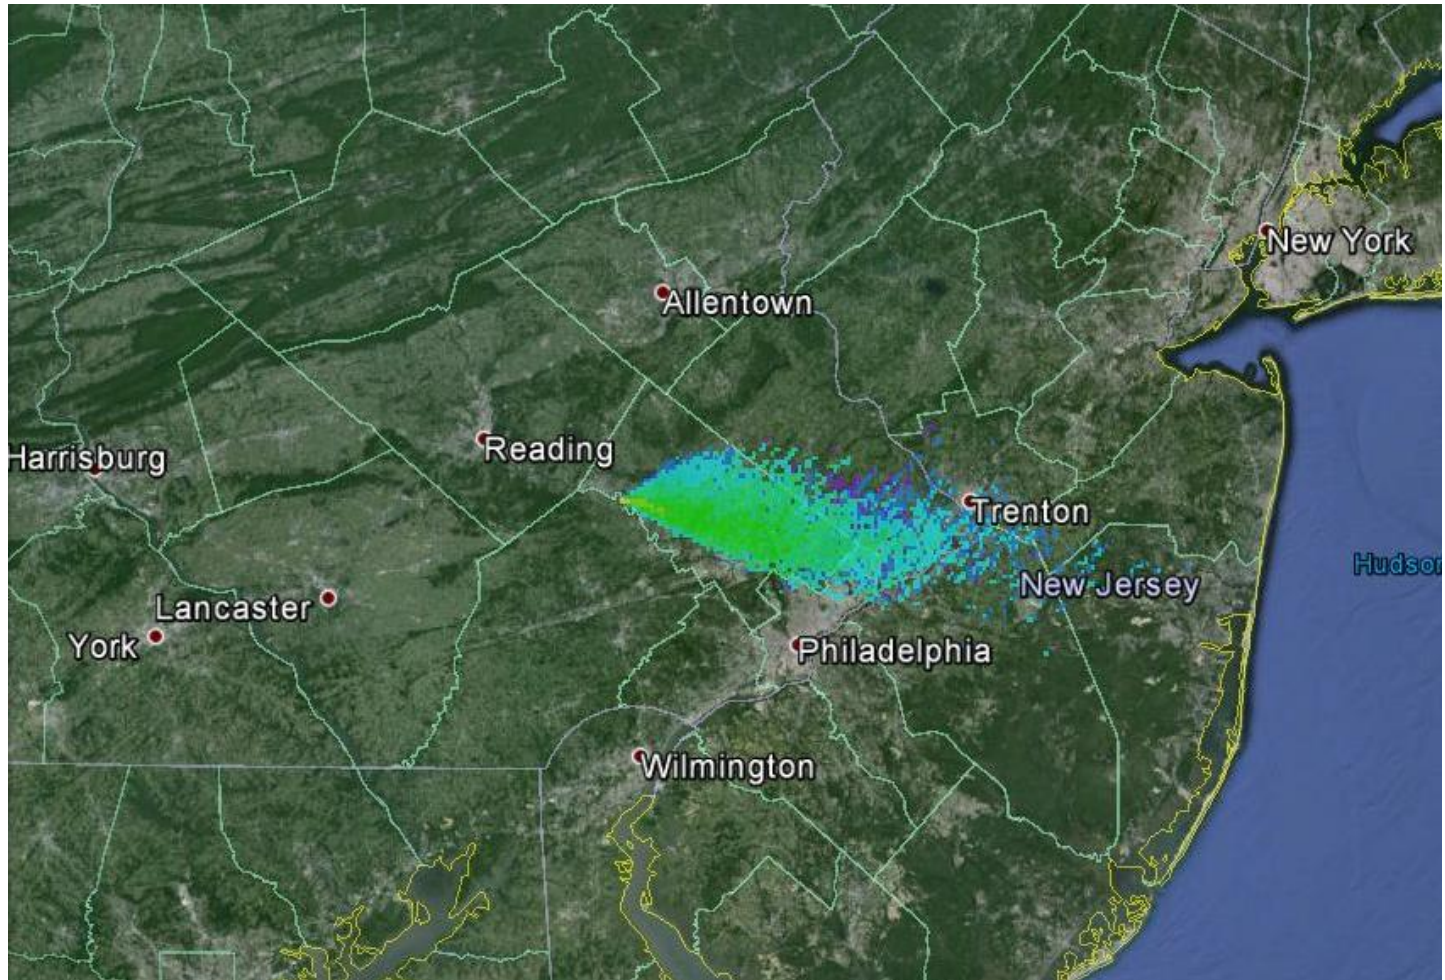 New York
Allentown
Harrisburg
Reading
Trenton
Hudson
New Jersey
Lancaster
York
Philadelphia
Wilmington